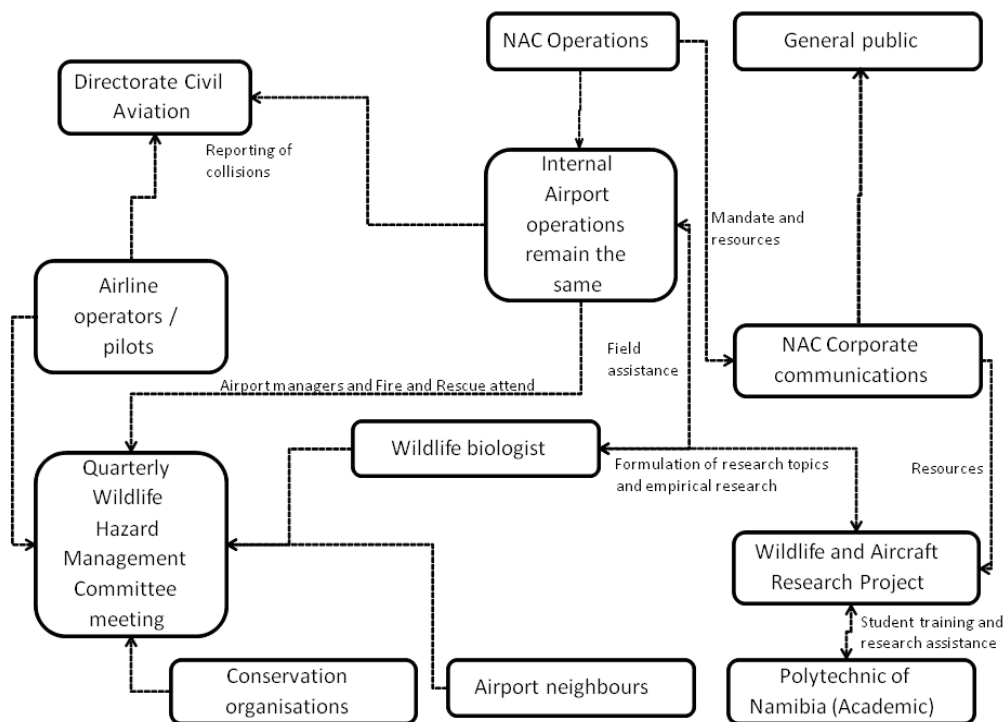 NAC Operations
General public
Directorate Civil
Aviation
Reporting of
collisions
Internal
Airport
operations
remain the
same
Mandate and
resources
Airline
operators /
pilots
Field
assistance
NAC Corporate
communications
Airport managers and Fire and Rescue attend
Wildlife biologist
Quarterly
Wildlife
Hazard
Management
Committee
meeting
Formulation of research topics
and empirical research
Resources
Wildlife and Aircraft
Research Project
Student training and
research assistance
Conservation
organisations
Airport neighbours
Polytechnic of
Namibia (Academic)